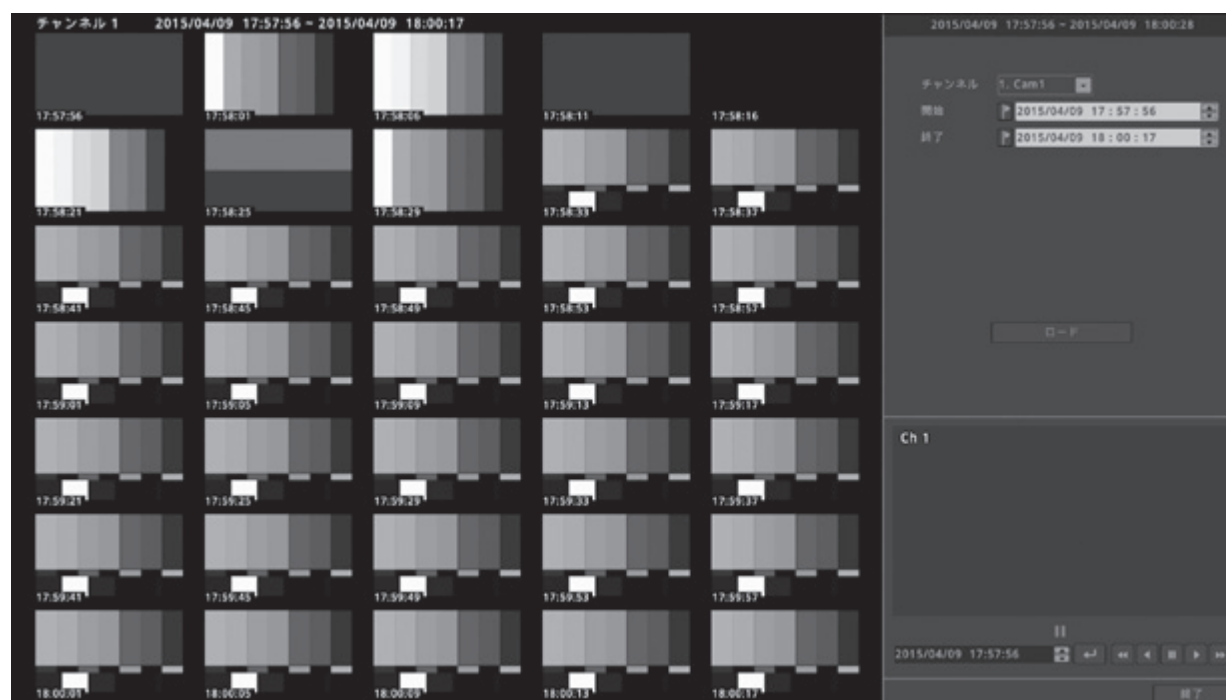 チャンネル 1 2015/04/09 17:57:56 ~ 2015/04/09 18:00:17
17:57:56 17:58:01 17:58:06 17:58:11 17:58:16
17:58:21 17:58:25 17:58:29 17:58:33 17:58:37
17:58:41 17:58:45 17:58:49 17:58:53 17:58:57
17:59:01 17:59:05 17:59:09 17:59:13 17:59:17
17:59:21 17:59:25 17:59:29 17:59:33 17:59:37
17:59:41 17:59:45 17:59:49 17:59:53 17:59:57
18:00:01 18:00:05 18:00:09 18:00:13 18:00:17
2015/04/09 17:57:56 ~ 2015/04/09 18:00:28
チャンネル 1. Cam1
開始 2015/04/09 17 : 57 : 56
終了 2015/04/09 18 : 00 : 17
ロード
Ch 1
2015/04/09 17:57:56
終了